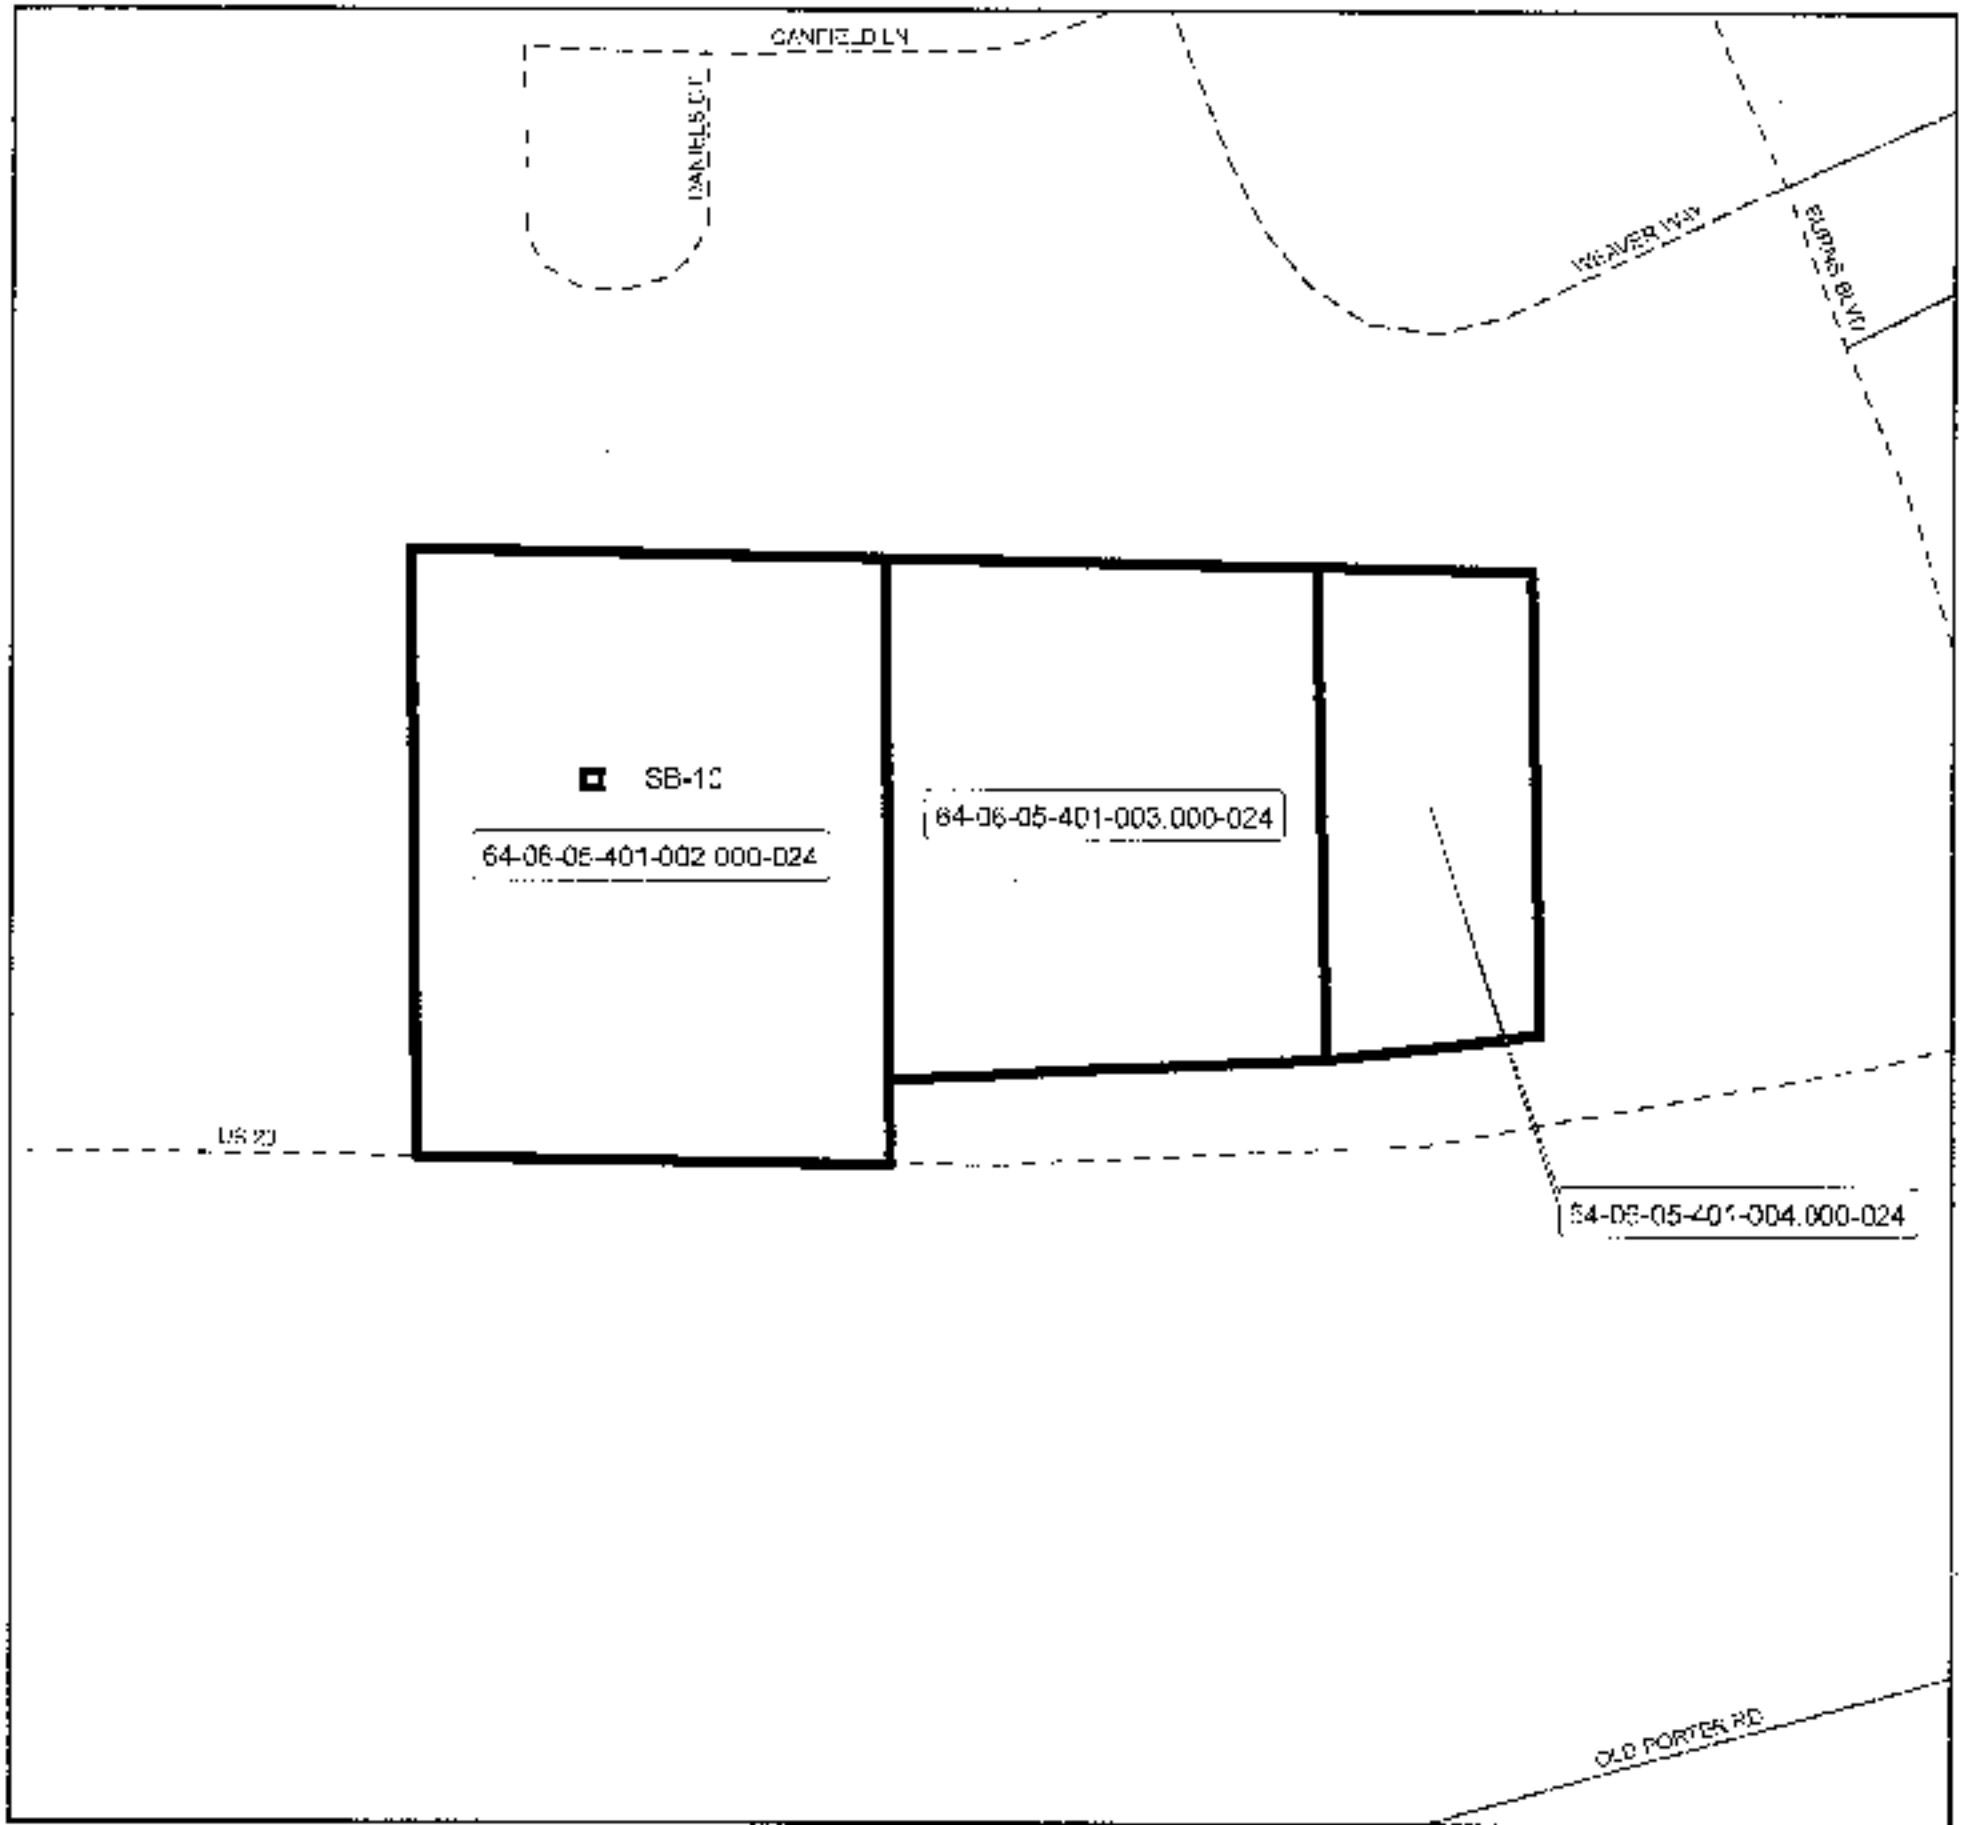 CANFIELD LN
DANIELS CT
WEAVER WAY
BURNS BLVD
SB-10
64-06-05-401-003.000-024
64-06-05-401-002.000-024
US 20
64-06-05-401-004.000-024
OLD PORTER RD